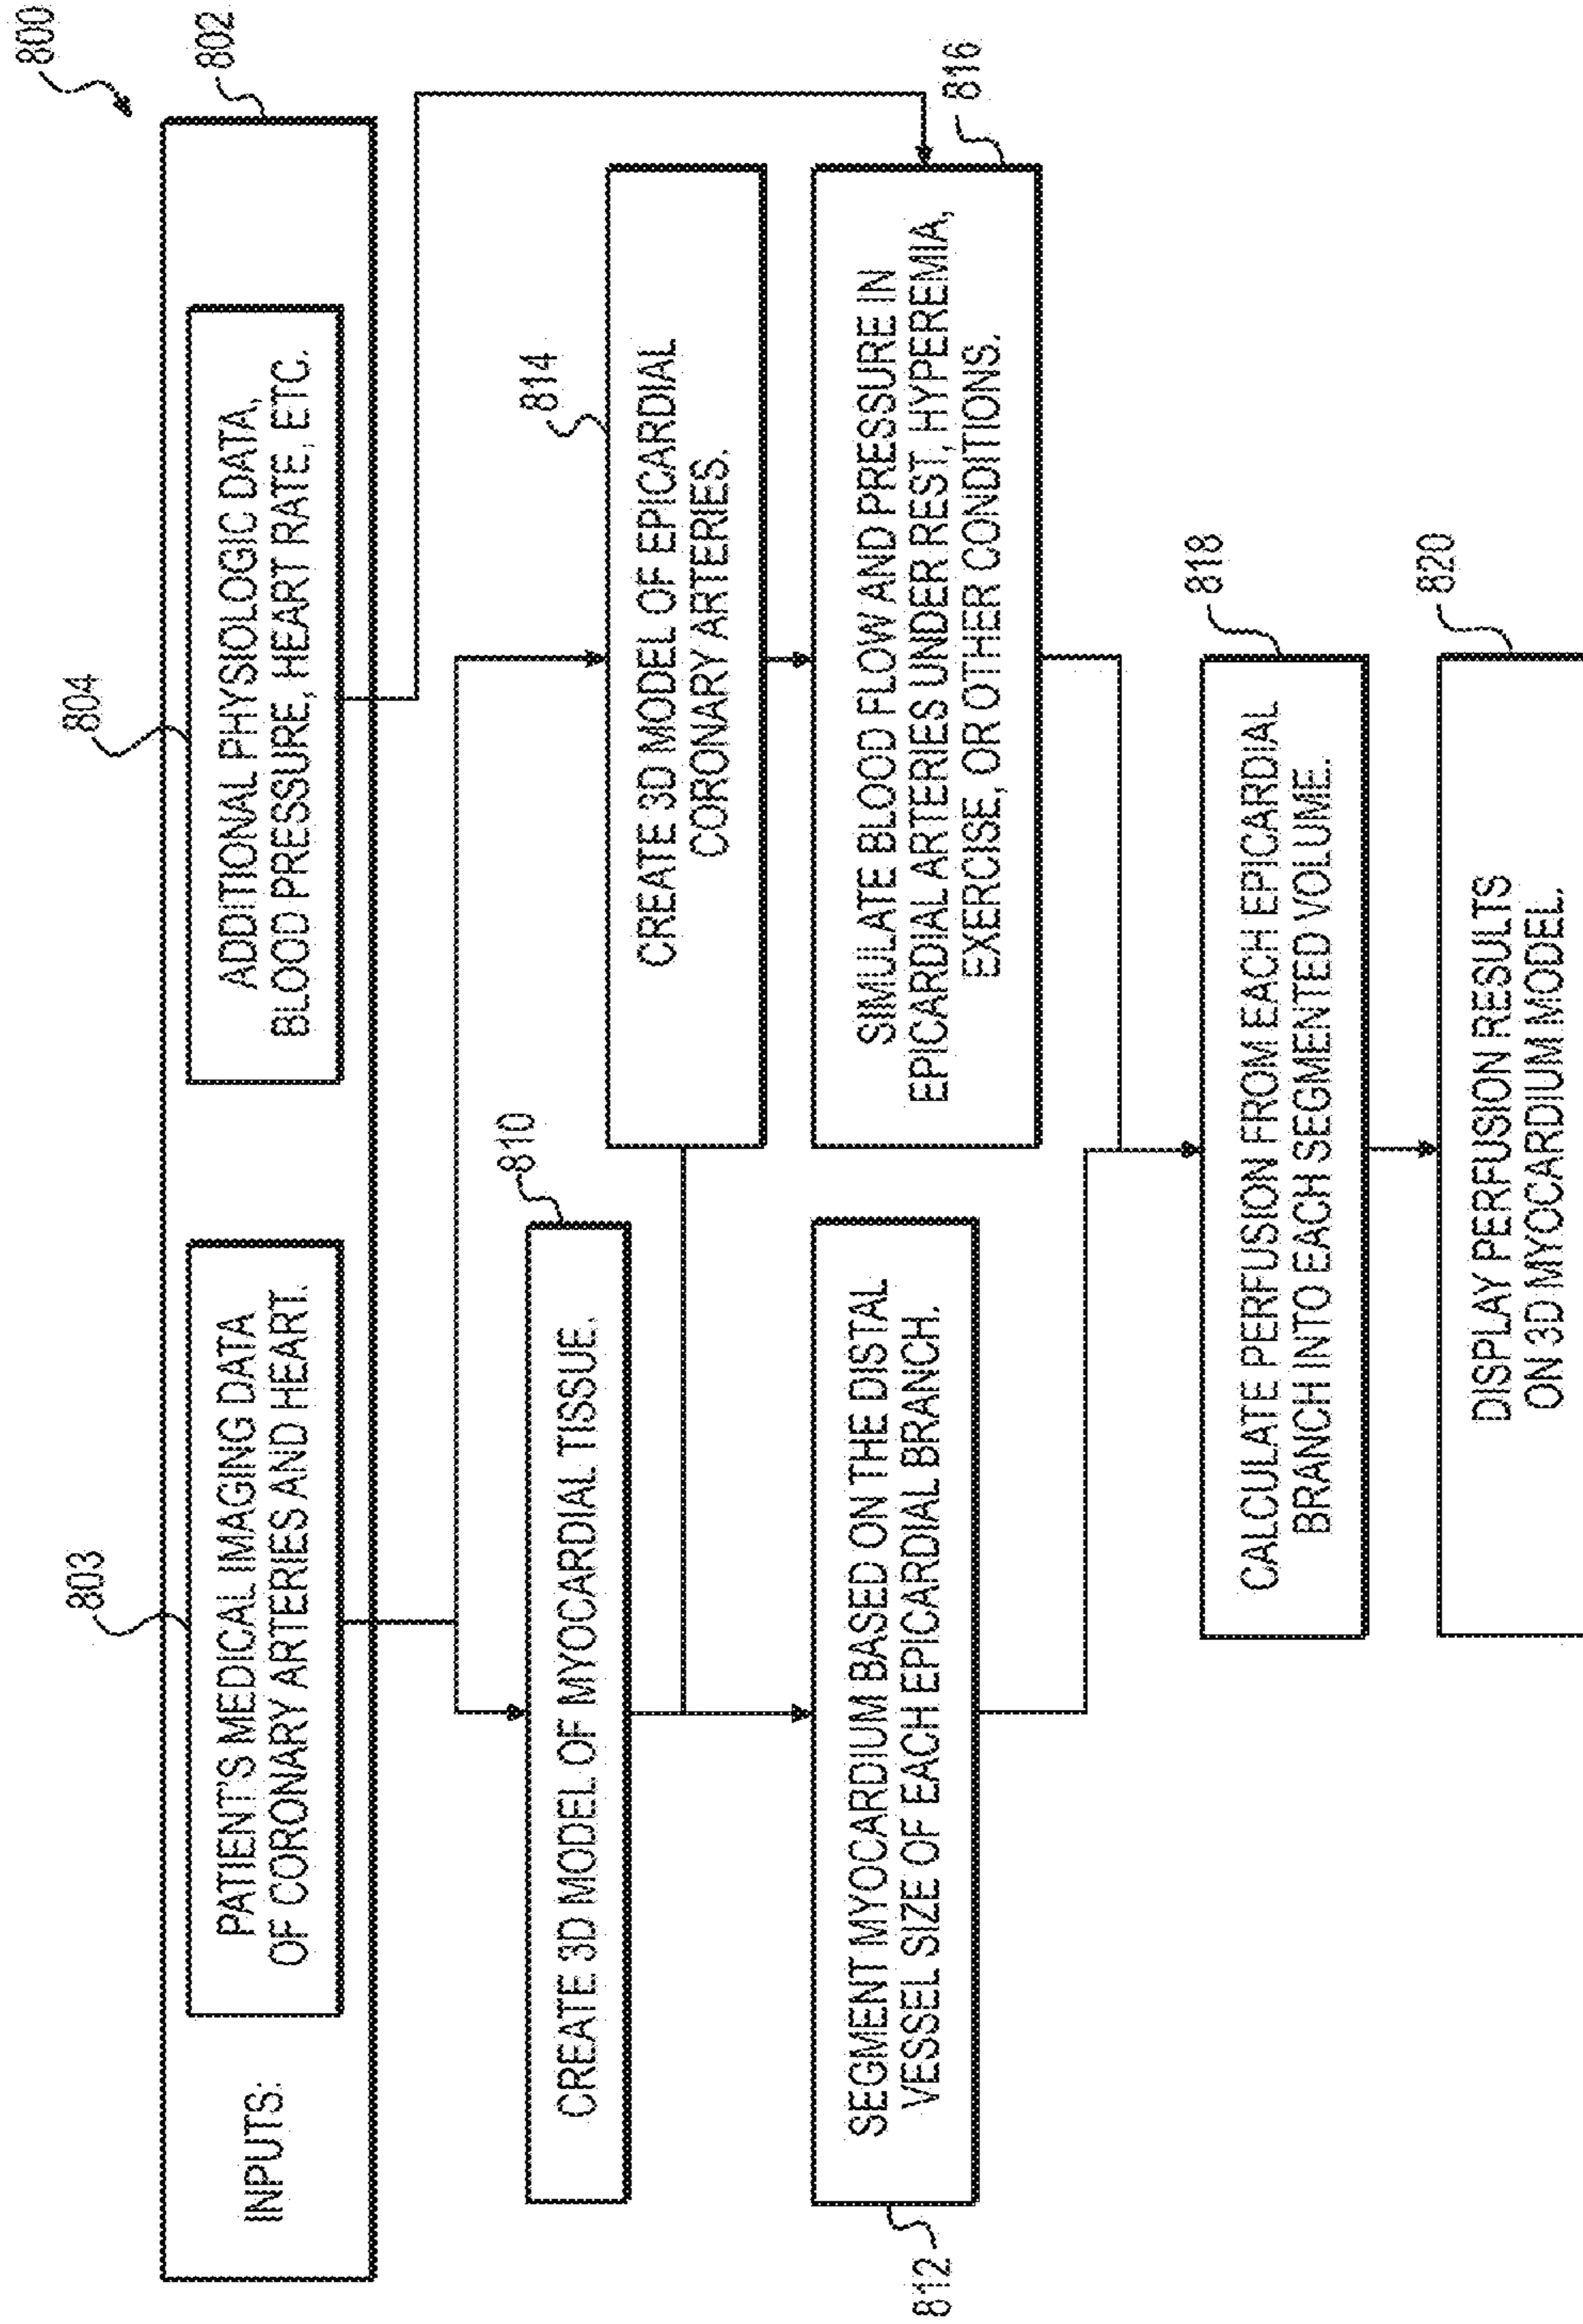 800
802
INPUTS:
803
PATIENT'S MEDICAL IMAGING DATA
OF CORONARY ARTERIES AND HEART.
804
ADDITIONAL PHYSIOLOGIC DATA,
BLOOD PRESSURE, HEART RATE, ETC.
810
CREATE 3D MODEL OF MYOCARDIAL TISSUE.
814
CREATE 3D MODEL OF EPICARDIAL
CORONARY ARTERIES.
812
SEGMENT MYOCARDIUM BASED ON THE DISTAL
VESSEL SIZE OF EACH EPICARDIAL BRANCH.
816
SIMULATE BLOOD FLOW AND PRESSURE IN
EPICARDIAL ARTERIES UNDER REST, HYPEREMIA,
EXERCISE, OR OTHER CONDITIONS.
818
CALCULATE PERFUSION FROM EACH EPICARDIAL
BRANCH INTO EACH SEGMENTED VOLUME.
820
DISPLAY PERFUSION RESULTS
ON 3D MYOCARDIUM MODEL.